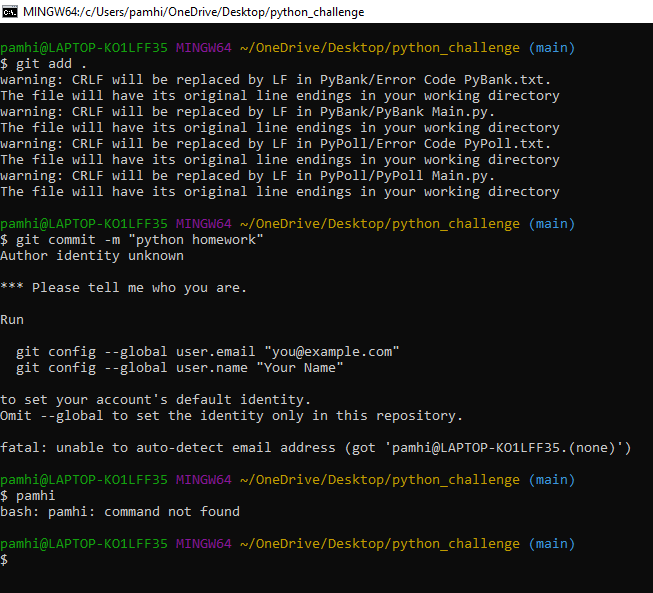 MINGW64:/c/Users/pamhi/OneDrive/Desktop/python_challenge
pamhi@LAPTOP-KO1LFF35 MINGW64 ~/OneDrive/Desktop/python_challenge (main)
$ git add .
warning: CRLF will be replaced by LF in PyBank/Error Code PyBank.txt.
The file will have its original line endings in your working directory
warning: CRLF will be replaced by LF in PyBank/PyBank Main.py.
The file will have its original line endings in your working directory
warning: CRLF will be replaced by LF in PyPoll/Error Code PyPoll.txt.
The file will have its original line endings in your working directory
warning: CRLF will be replaced by LF in PyPoll/PyPoll Main.py.
The file will have its original line endings in your working directory
pamhi@LAPTOP-KO1LFF35 MINGW64 ~/OneDrive/Desktop/python_challenge (main)
$ git commit -m "python homework"
Author identity unknown
*** Please tell me who you are.
Run
git config --global user.email "you@example.com"
git config --global user.name "Your Name"
to set your account's default identity.
Omit --global to set the identity only in this repository.
fatal: unable to auto-detect email address (got 'pamhi@LAPTOP-KO1LFF35.(none)')
pamhi@LAPTOP-KO1LFF35 MINGW64 ~/OneDrive/Desktop/python_challenge (main)
$ pamhi
bash: pamhi: command not found
pamhi@LAPTOP-KO1LFF35 MINGW64 ~/OneDrive/Desktop/python_challenge (main)
$